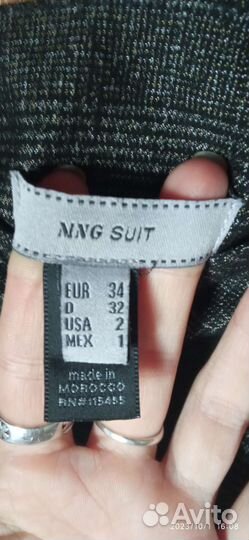 NNG SUIT
EUR 34
D 32
USA 2
MEX 1
made in
MOROCCO
RN# 115455
Avito
2023/10/1 16:08